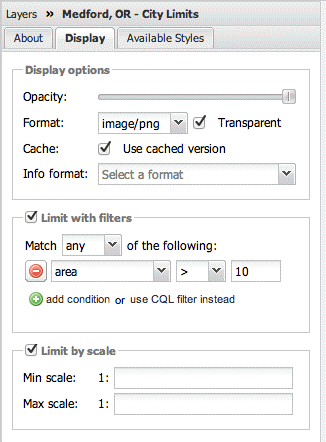 Layers » Medford, OR - City Limits
About Display Available Styles
Display options
Opacity:
Format: image/png Transparent
Cache: Use cached version
Info format: Select a format
Limit with filters
Match any of the following:
area > 10
add condition or use CQL filter instead
Limit by scale
Min scale: 1:
Max scale: 1: